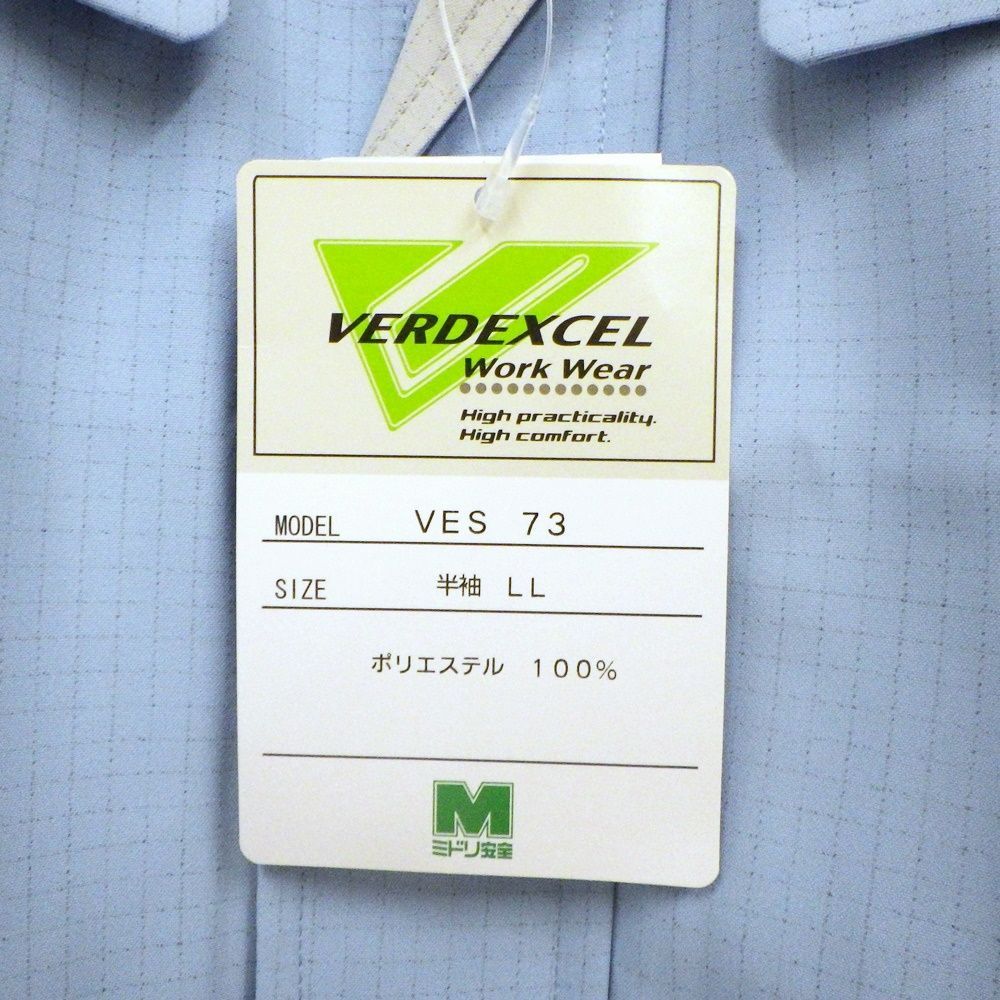 VERDEXCEL
Work Wear
High practicality.
High comfort.
MODEL ＶＥＳ ７３
SIZE 半袖 ＬＬ
ポリエステル １００％
M
ミドリ安全